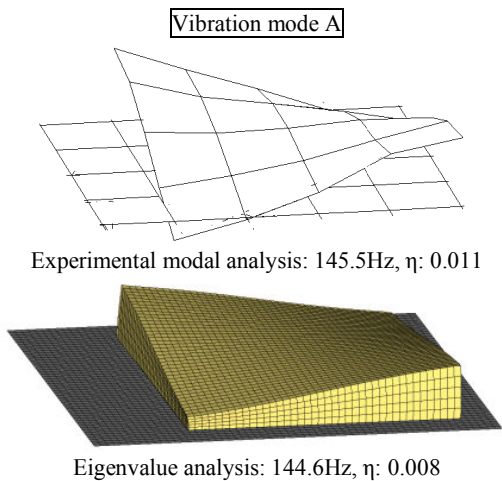 Vibration mode A
Experimental modal analysis: 145.5Hz, η: 0.011
Eigenvalue analysis: 144.6Hz, η: 0.008